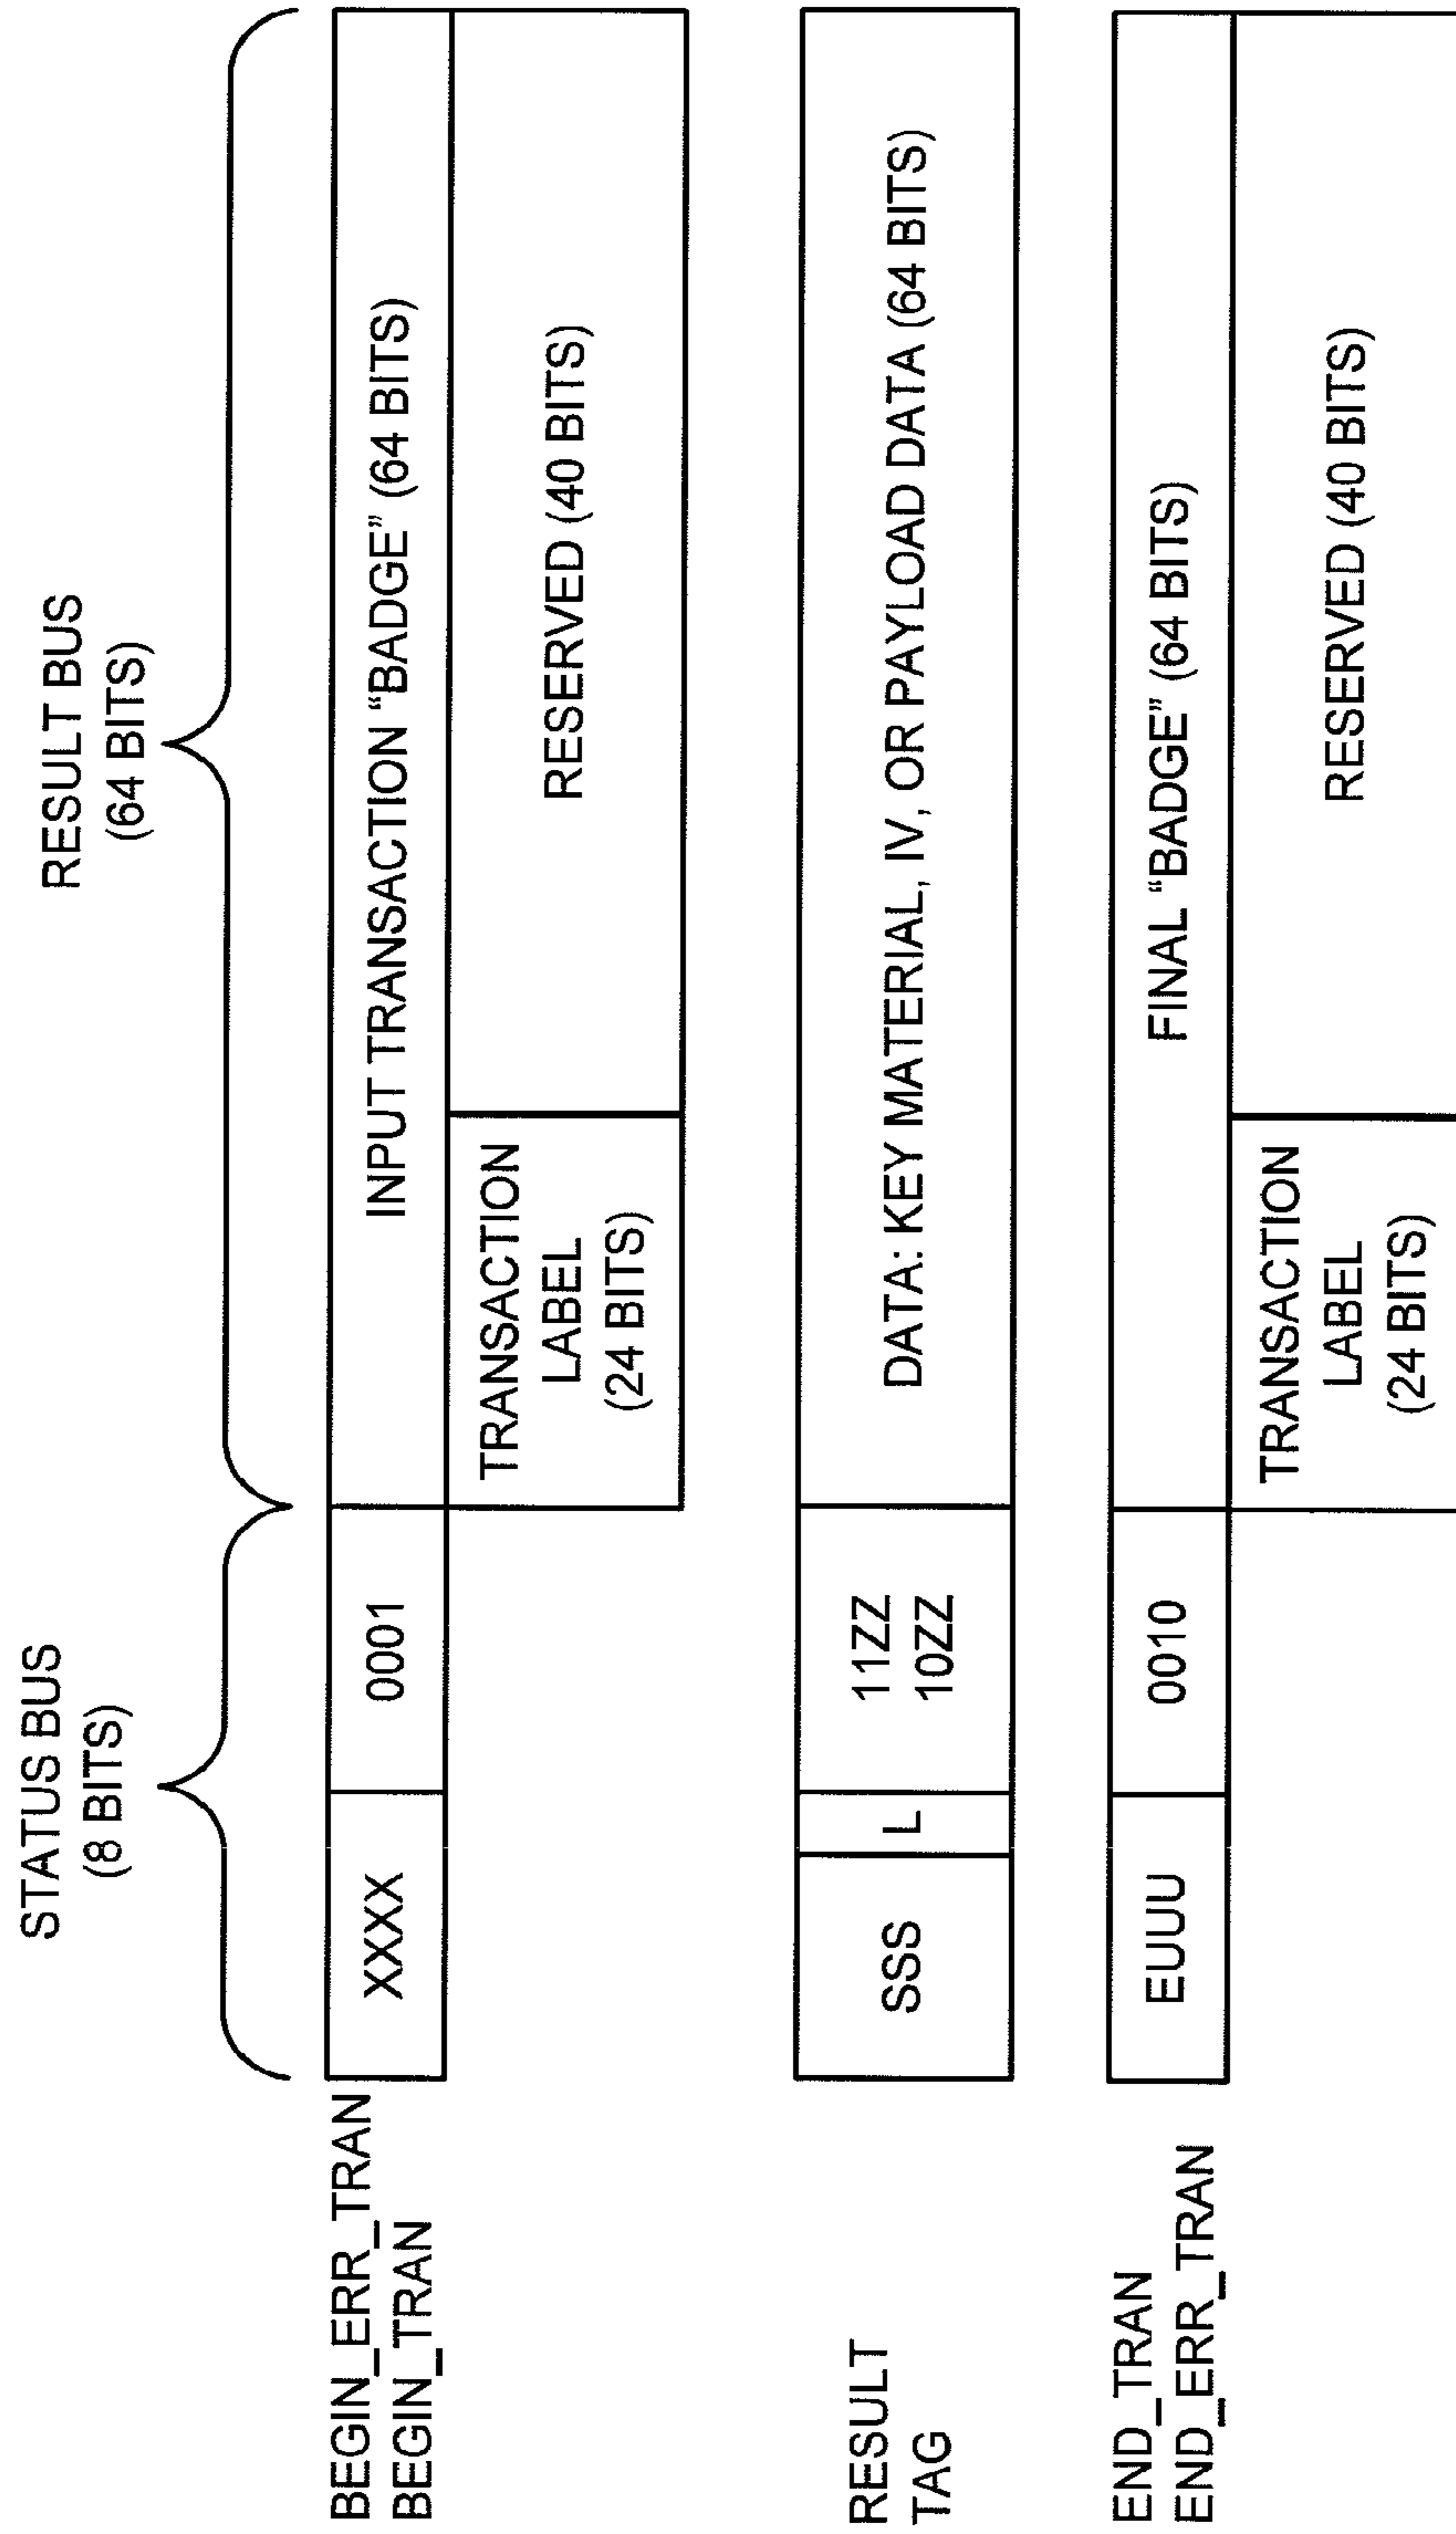 STATUS BUS
(8 BITS)
RESULT BUS
(64 BITS)
BEGIN_ERR_TRAN
BEGIN_TRAN
XXXX
0001
INPUT TRANSACTION “BADGE” (64 BITS)
TRANSACTION
LABEL
(24 BITS)
RESERVED (40 BITS)
RESULT
TAG
SSS
L
11ZZ
10ZZ
DATA: KEY MATERIAL, IV, OR PAYLOAD DATA (64 BITS)
END_TRAN
END_ERR_TRAN
EUUU
0010
FINAL “BADGE” (64 BITS)
TRANSACTION
LABEL
(24 BITS)
RESERVED (40 BITS)